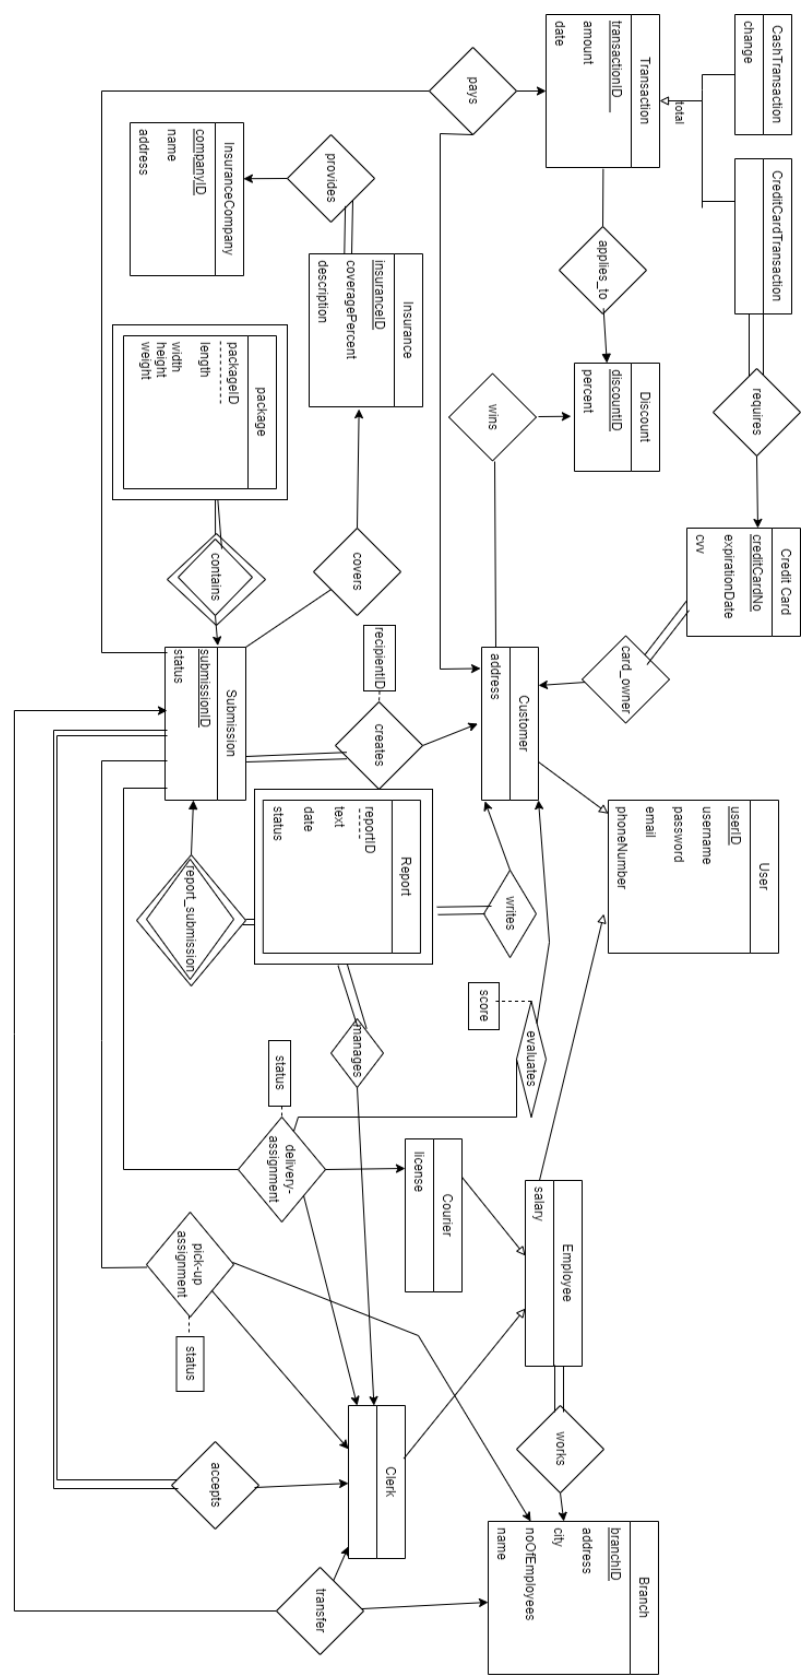 CashTransaction
change
CreditCardTransaction
requires
Credit Card
creditCardNo
expirationDate
cvv
card_owner
User
userID
username
password
email
phoneNumber
total
Transaction
transactionID
amount
date
applies_to
Discount
discountID
percent
pays
wins
Customer
address
writes
evaluates
score
Employee
salary
works
Branch
branchID
address
city
noOfEmployees
name
InsuranceCompany
companyID
name
address
provides
Insurance
insuranceID
coveragePercent
description
covers
recipientID
creates
Report
reportID
text
date
status
manages
status
delivery-
assignment
Courier
license
Clerk
package
packageID
length
width
height
weight
contains
Submission
submissionID
status
report_submission
pick-up
assignment
status
accepts
transfer